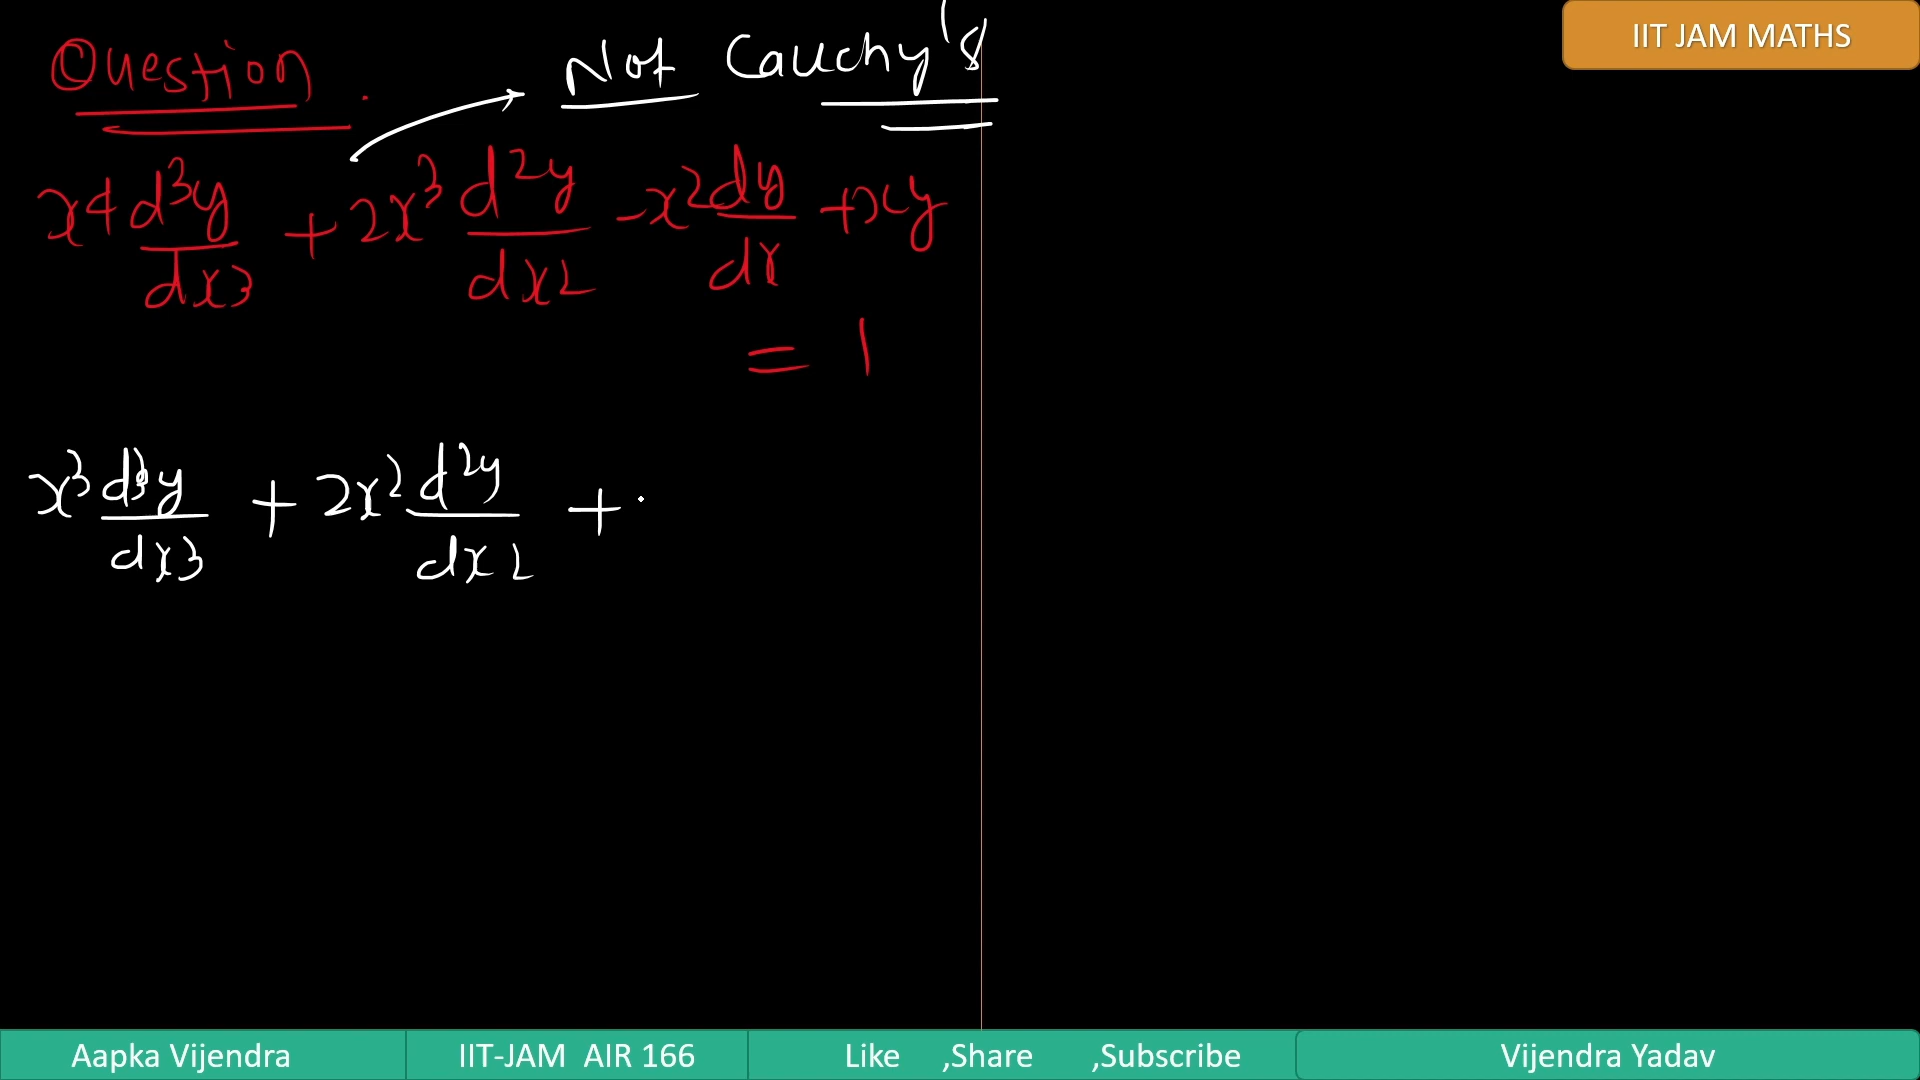 IIT JAM MATHS
Question.
Not Cauchy's
x⁴ d³y/dx³ + 2x³ d²y/dx² - x² dy/dx + xy
= 1
x³ d³y/dx³ + 2x² d²y/dx² +
Aapka Vijendra
IIT-JAM AIR 166
Like ,Share ,Subscribe
Vijendra Yadav